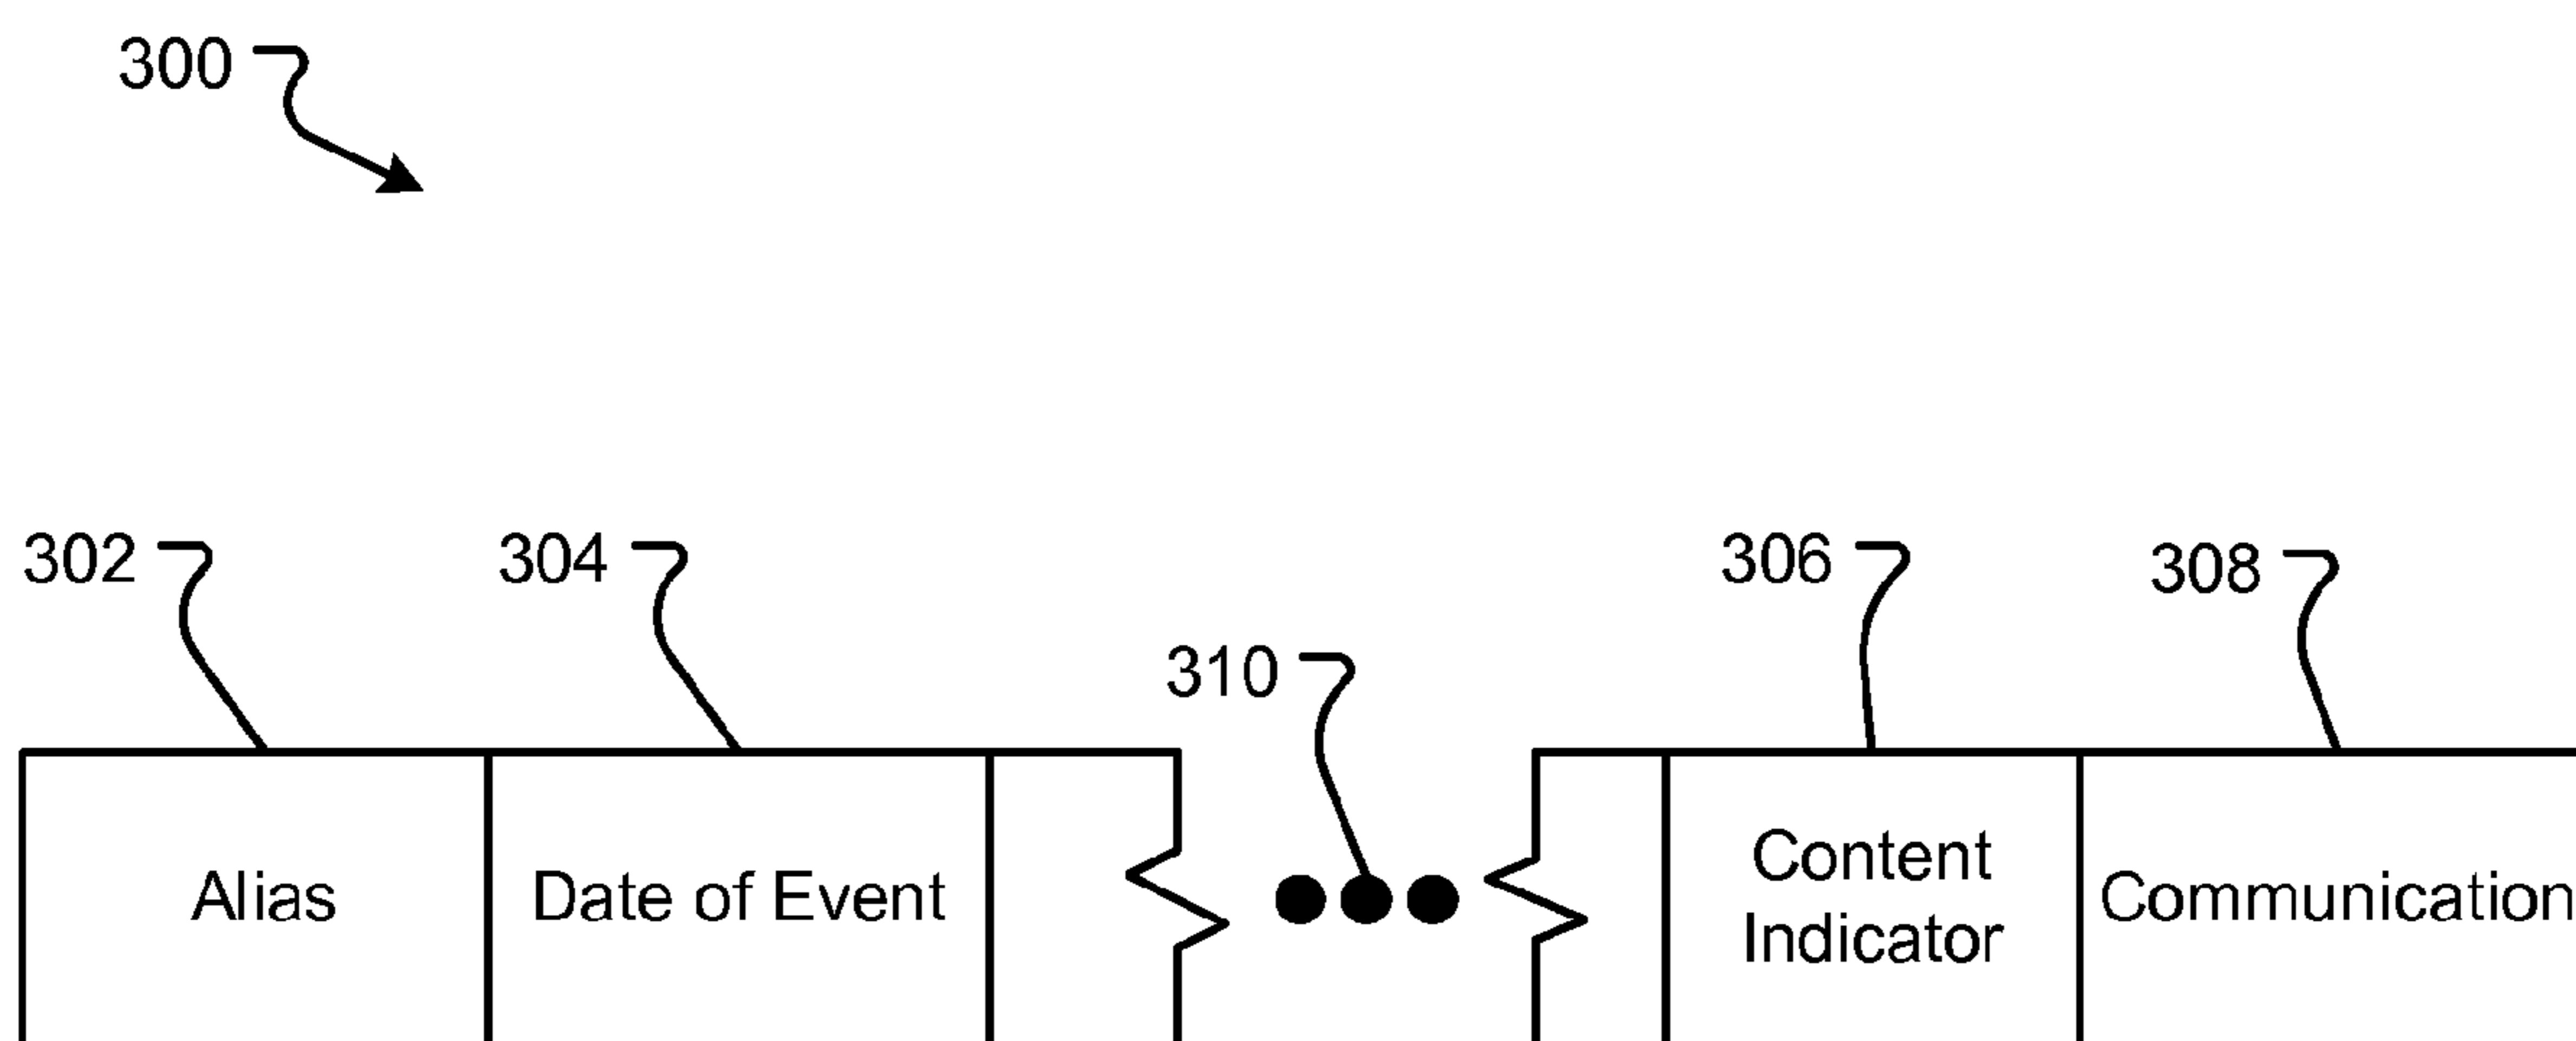 300
302
304
306
308
310
Alias
Date of Event
Content
Indicator
Communication